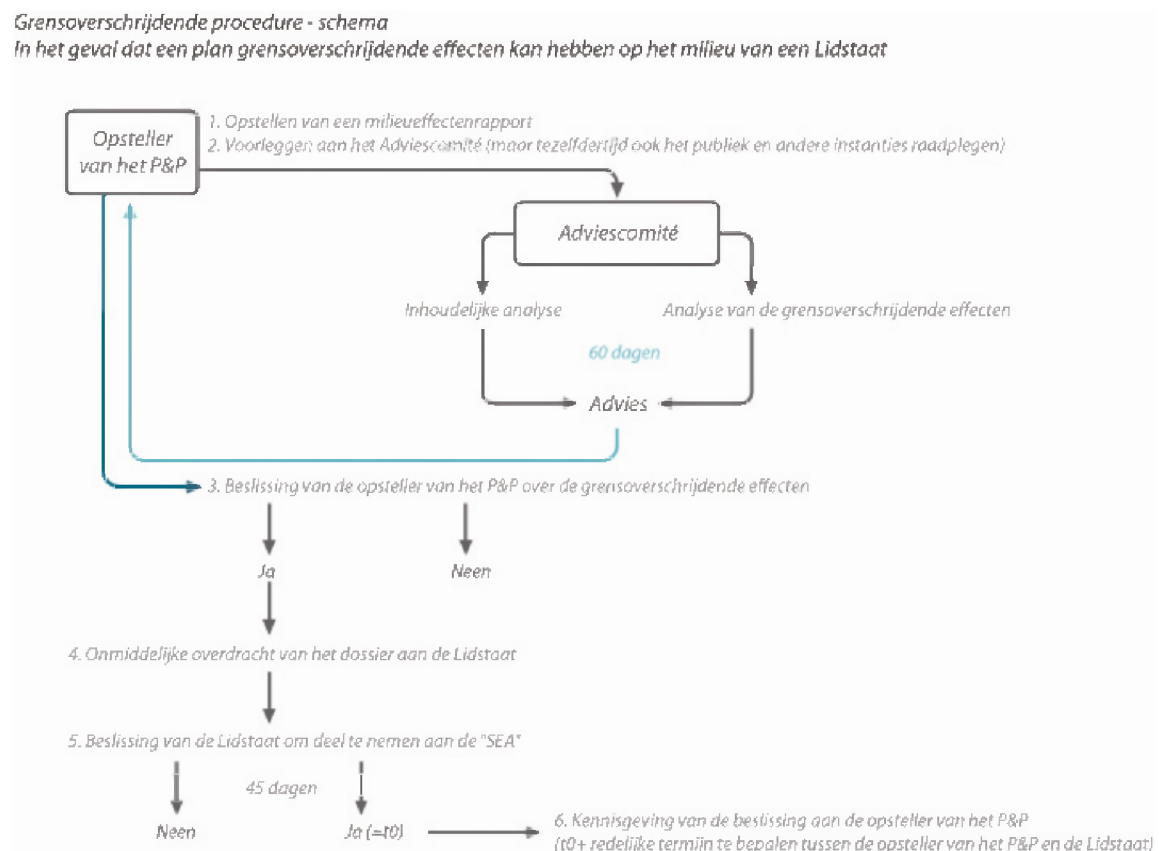 Grensoverschrijdende procedure - schema
In het geval dat een plan grensoverschrijdende effecten kan hebben op het milieu van een Lidstaat
Opsteller
van het P&P
1. Opstellen van een milieueffectenrapport
2. Voorleggen aan het Adviescomité (maar tezelfdertijd ook het publiek en andere instanties raadplegen)
Adviescomité
Inhoudelijke analyse
Analyse van de grensoverschrijdende effecten
60 dagen
Advies
3. Beslissing van de opsteller van het P&P over de grensoverschrijdende effecten
Ja
Neen
4. Onmiddelijke overdracht van het dossier aan de Lidstaat
5. Beslissing van de Lidstaat om deel te nemen aan de "SEA"
45 dagen
Neen
Ja (=t0)
6. Kennisgeving van de beslissing aan de opsteller van het P&P
(t0+ redelijke termijn te bepalen tussen de opsteller van het P&P en de Lidstaat)